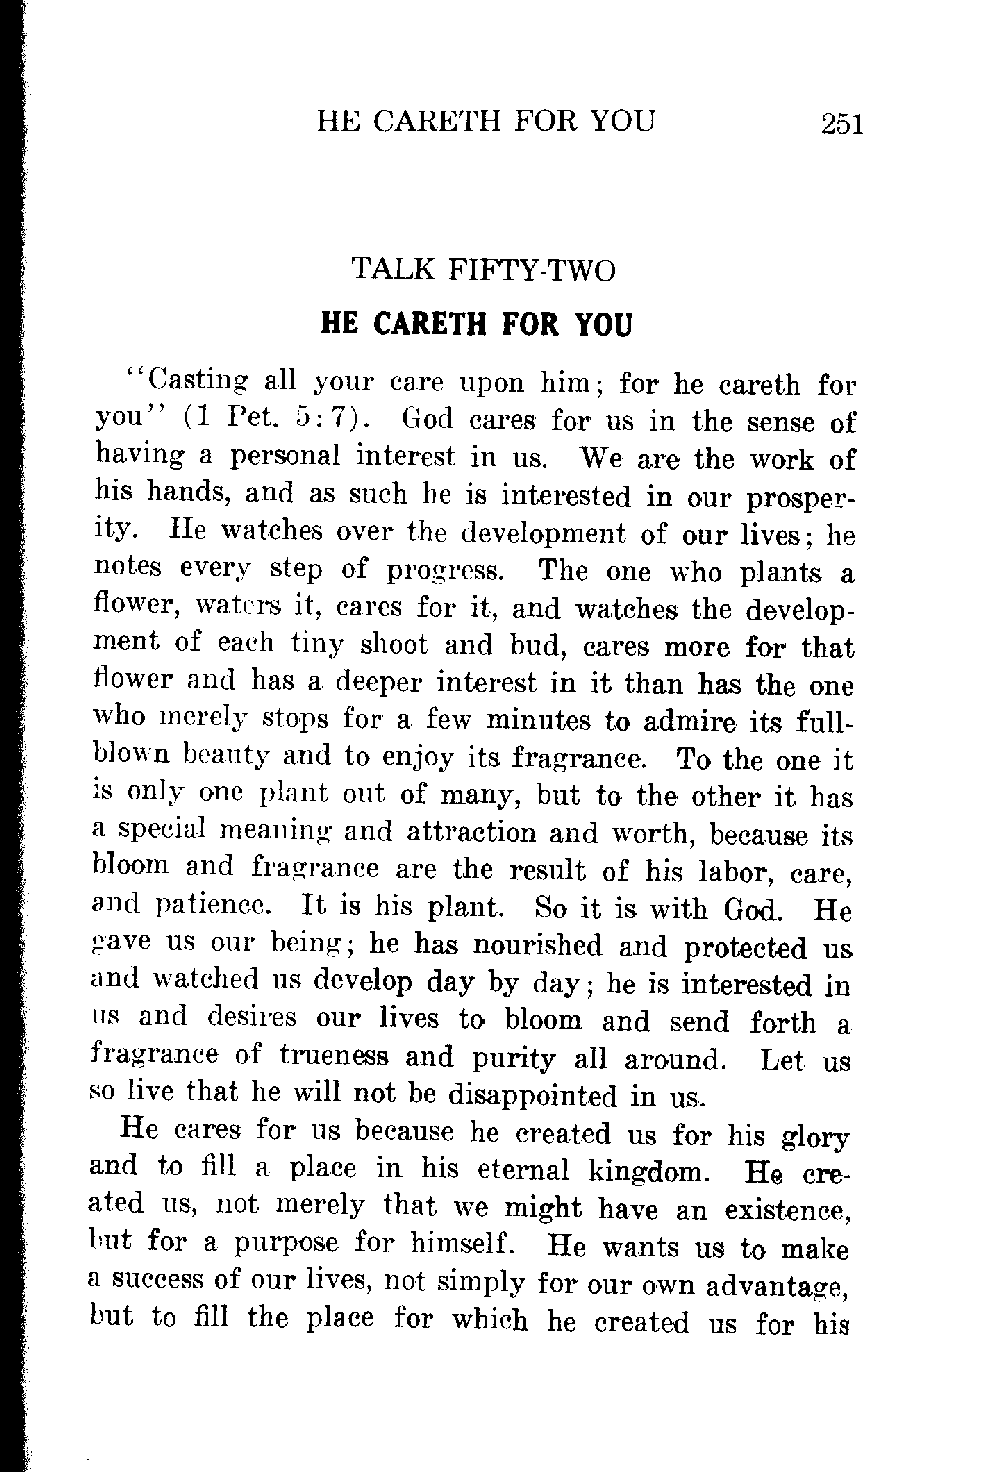 HE CARETH FOR YOU 251
TALK FIFTY-TWO
HE CARETH FOR YOU
"Casting all your care upon him; for he careth for
you" (1 Pet. 5:7). God cares for us in the sense of
having a personal interest in us. We are the work of
his hands, and as such he is interested in our prosper-
ity. He watches over the development of our lives; he
notes every step of progress. The one who plants a
flower, waters it, cares for it, and watches the develop-
ment of each tiny shoot and bud, cares more for that
flower and has a deeper interest in it than has the one
who merely stops for a few minutes to admire its full-
blown beauty and to enjoy its fragrance. To the one it
is only one plant out of many, but to the other it has
a special meaning and attraction and worth, because its
bloom and fragrance are the result of his labor, care,
and patience. It is his plant. So it is with God. He
gave us our being; he has nourished and protected us
and watched us develop day by day; he is interested in
us and desires our lives to bloom and send forth a
fragrance of trueness and purity all around. Let us
so live that he will not be disappointed in us.
He cares for us because he created us for his glory
and to fill a place in his eternal kingdom. He cre-
ated us, not merely that we might have an existence,
but for a purpose for himself. He wants us to make
a success of our lives, not simply for our own advantage,
but to fill the place for which he created us for his